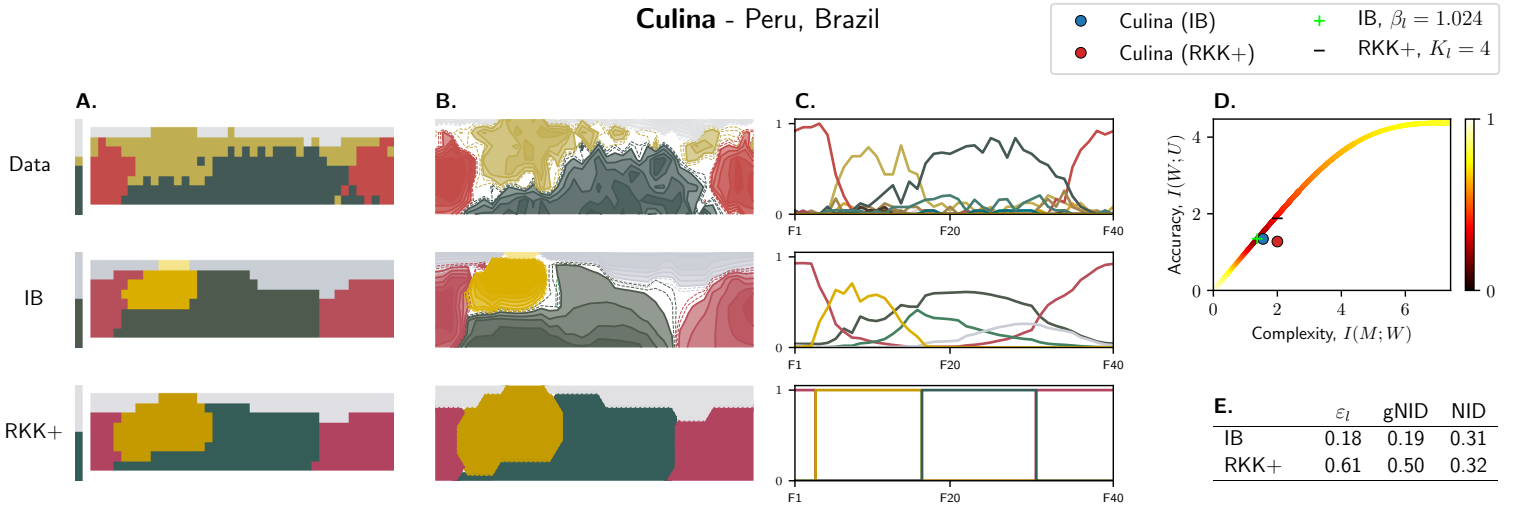 Culina - Peru, Brazil
Culina (IB)
Culina (RKK+)
IB, βl = 1.024
RKK+, Kl = 4
A.
B.
C.
D.
Data
IB
RKK+
1
0
F1
F20
F40
1
0
F1
F20
F40
1
0
F1
F20
F40
Accuracy, I(W;U)
4
2
0
0
2
4
6
Complexity, I(M;W)
1
0
E.
εl gNID NID
IB 0.18 0.19 0.31
RKK+ 0.61 0.50 0.32